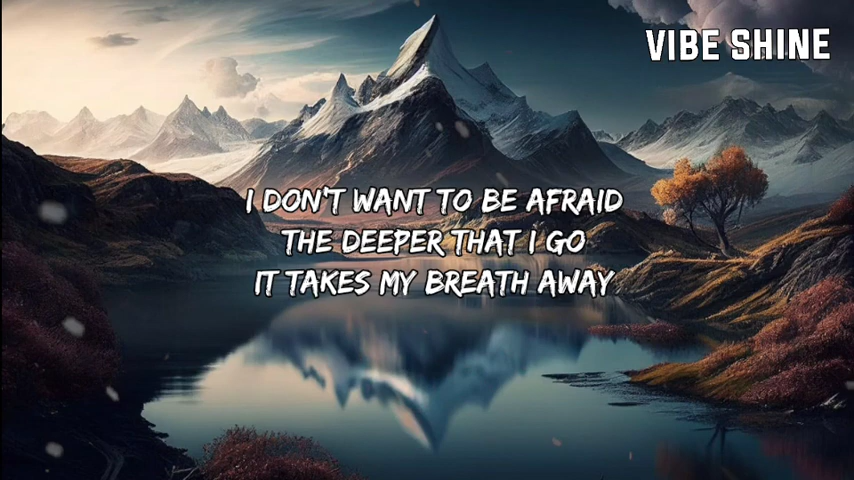 VIBE SHINE
I DON'T WANT TO BE AFRAID
THE DEEPER THAT I GO
IT TAKES MY BREATH AWAY